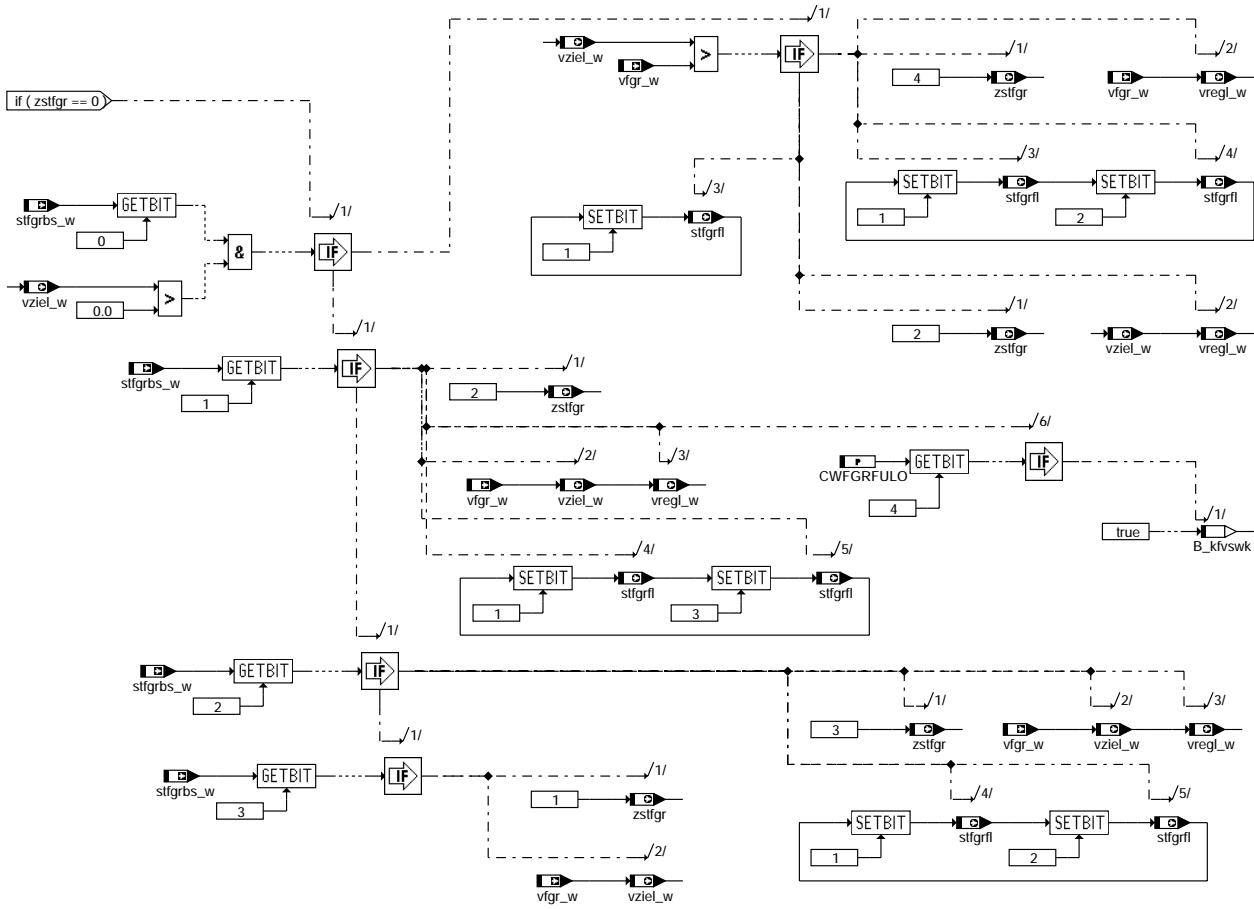 /1/
vziel_w
>
IF
vfgr_w
/1/
/2/
4
zstfgr
vfgr_w
vregl_w
if ( zstfgr == 0)
/3/
/4/
/3/
SETBIT
stfgrfl
SETBIT
stfgrfl
1
2
stfgrbs_w
GETBIT
0
/1/
SETBIT
stfgrfl
1
&
IF
vziel_w
>
0.0
/1/
/2/
/1/
2
zstfgr
vziel_w
vregl_w
stfgrbs_w
GETBIT
IF
1
/1/
2
zstfgr
/6/
/2/
/3/
P
CWFGRFULO
GETBIT
IF
vfgr_w
vziel_w
vregl_w
4
/1/
true
B_kfvswk
/4/
/5/
SETBIT
stfgrfl
SETBIT
stfgrfl
1
3
/1/
stfgrbs_w
GETBIT
IF
2
/1/
/2/
/3/
3
zstfgr
vfgr_w
vziel_w
vregl_w
/1/
stfgrbs_w
GETBIT
IF
3
/1/
1
zstfgr
/4/
/5/
SETBIT
stfgrfl
SETBIT
stfgrfl
1
2
/2/
vfgr_w
vziel_w